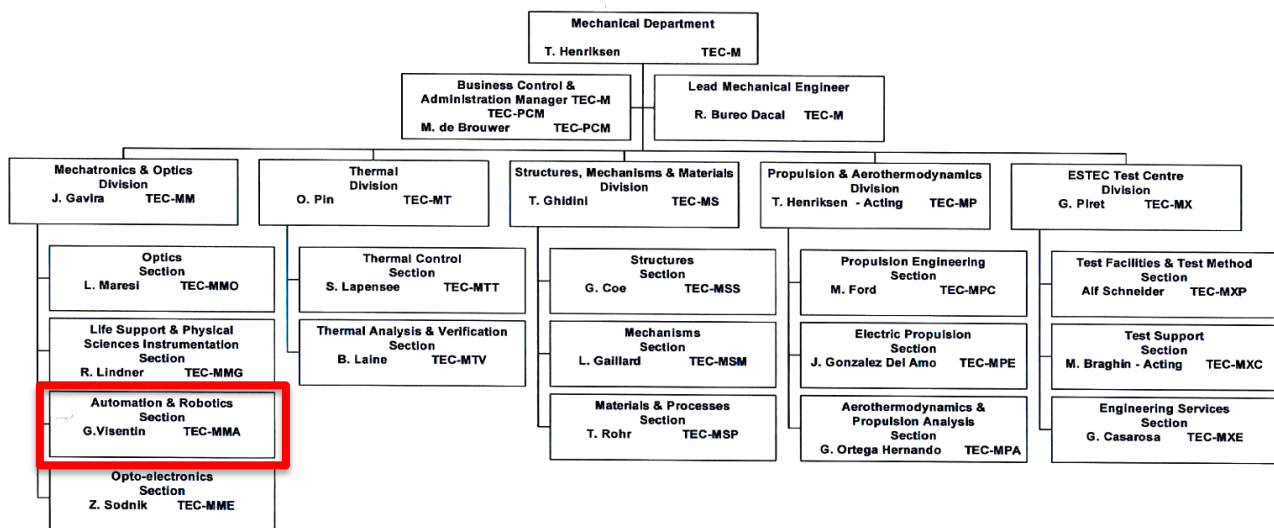 Mechanical Department
T. Henriksen TEC-M
Business Control &
Administration Manager TEC-M
TEC-PCM
M. de Brouwer TEC-PCM
Lead Mechanical Engineer
R. Bureo Dacal TEC-M
Mechatronics & Optics
Division
J. Gavira TEC-MM
Thermal
Division
O. Pin TEC-MT
Structures, Mechanisms & Materials
Division
T. Ghidini TEC-MS
Propulsion & Aerothermodynamics
Division
T. Henriksen - Acting TEC-MP
ESTEC Test Centre
Division
G. Piret TEC-MX
Optics
Section
L. Maresi TEC-MMO
Life Support & Physical
Sciences Instrumentation
Section
R. Lindner TEC-MMG
Automation & Robotics
Section
G.Visentin TEC-MMA
Opto-electronics
Section
Z. Sodnik TEC-MME
Thermal Control
Section
S. Lapensee TEC-MTT
Thermal Analysis & Verification
Section
B. Laine TEC-MTV
Structures
Section
G. Coe TEC-MSS
Mechanisms
Section
L. Gaillard TEC-MSM
Materials & Processes
Section
T. Rohr TEC-MSP
Propulsion Engineering
Section
M. Ford TEC-MPC
Electric Propulsion
Section
J. Gonzalez Del Amo TEC-MPE
Aerothermodynamics &
Propulsion Analysis
Section
G. Ortega Hernando TEC-MPA
Test Facilities & Test Method
Section
Alf Schneider TEC-MXP
Test Support
Section
M. Braghin - Acting TEC-MXC
Engineering Services
Section
G. Casarosa TEC-MXE